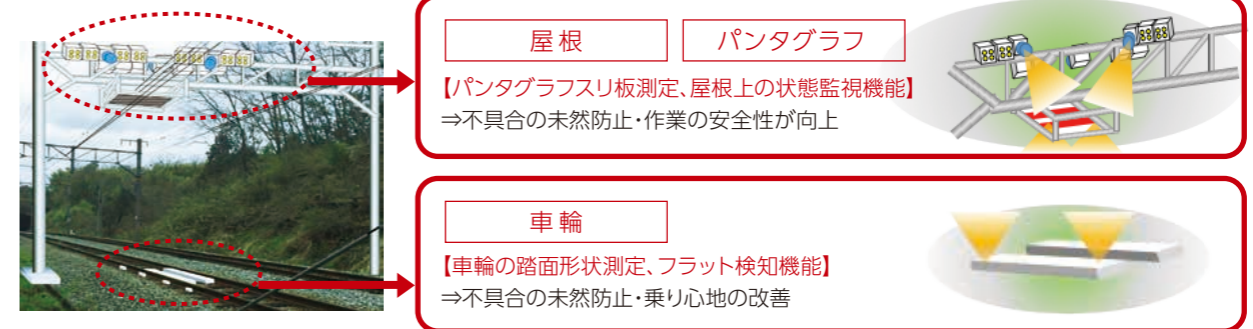 屋根
パンタグラフ
【パンタグラフスリ板測定、屋根上の状態監視機能】
⇒不具合の未然防止・作業の安全性が向上
車輪
【車輪の踏面形状測定、フラット検知機能】
⇒不具合の未然防止・乗り心地の改善